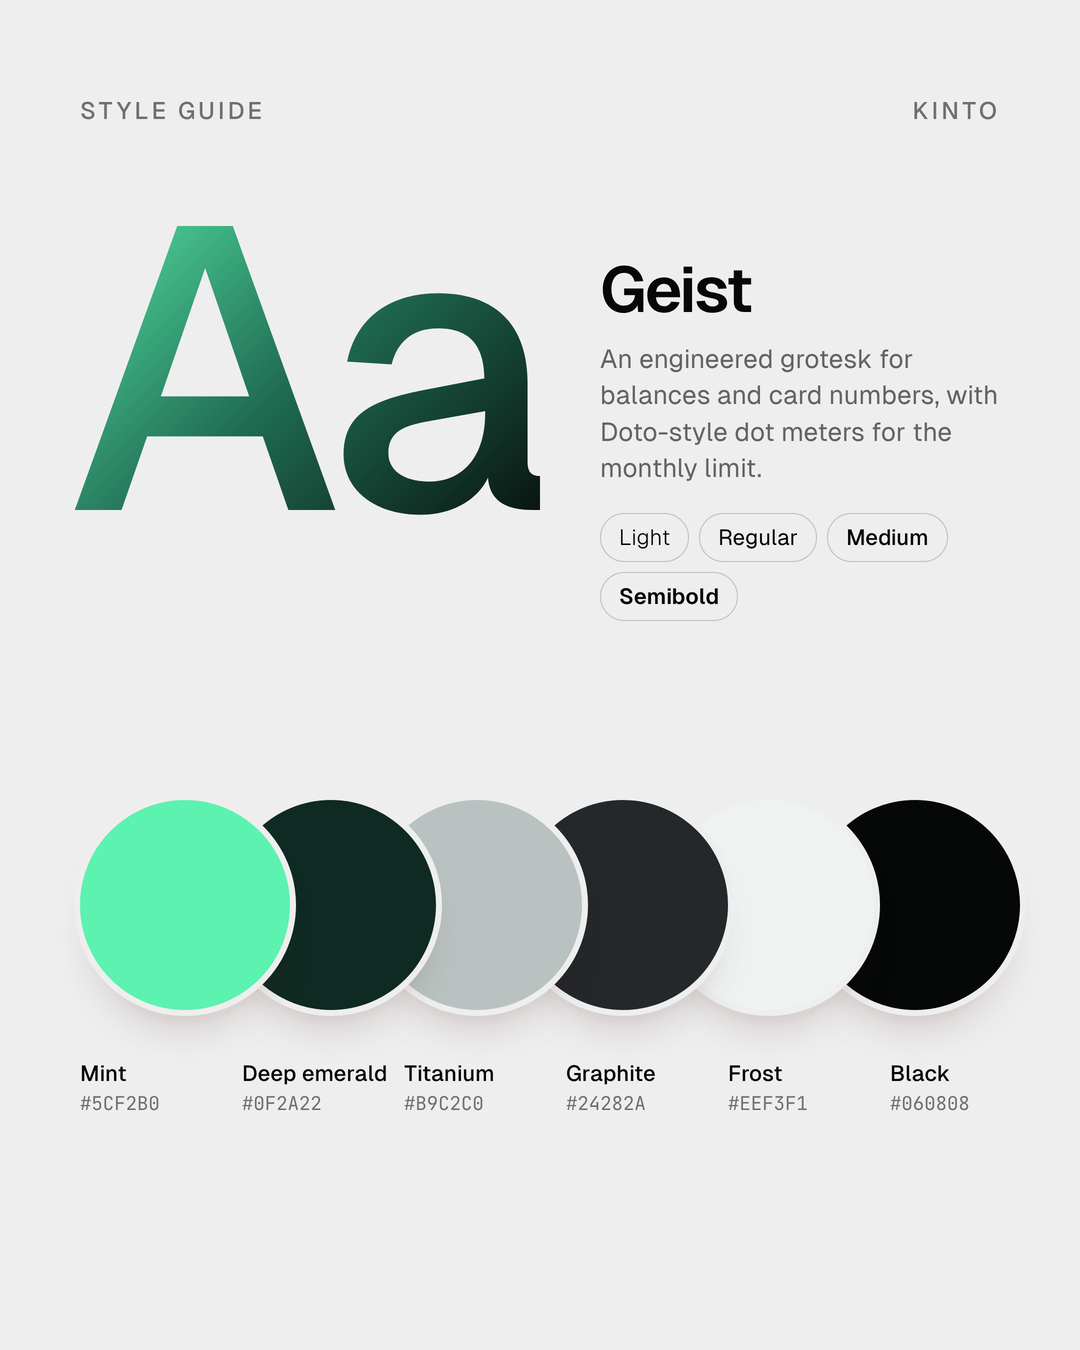 STYLE GUIDE
KINTO
Aa
Geist
An engineered grotesk for
balances and card numbers, with
Doto-style dot meters for the
monthly limit.
Light
Regular
Medium
Semibold
Mint
#5CF2B0
Deep emerald
#0F2A22
Titanium
#B9C2C0
Graphite
#24282A
Frost
#EEF3F1
Black
#060808